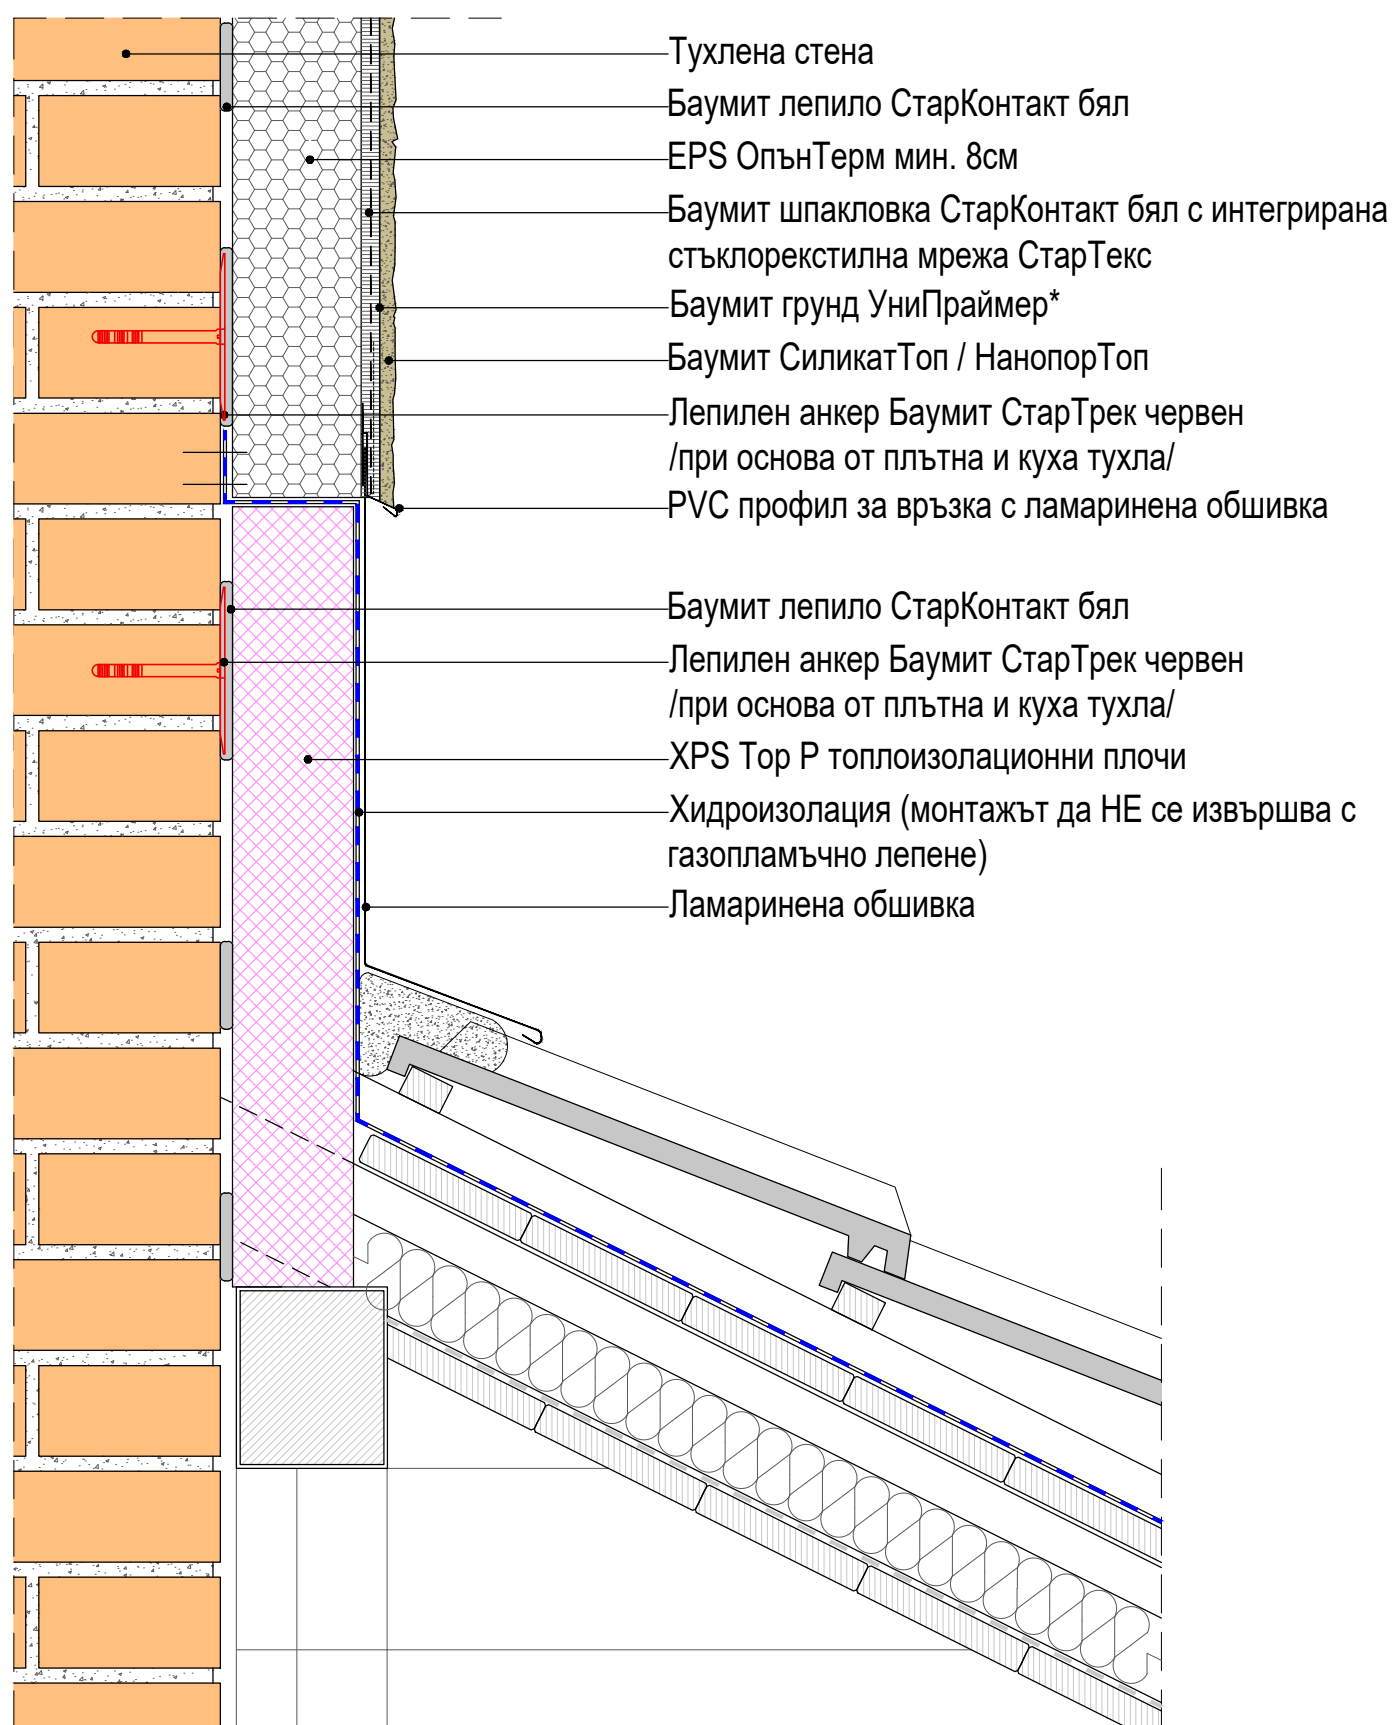 Тухлена стена
Баумит лепило СтарКонтакт бял
EPS ОпънТерм мин. 8см
Баумит шпакловка СтарКонтакт бял с интегрирана
стъклорекстилна мрежа СтарТекс
Баумит грунд УниПраймер*
Баумит СиликатТоп / НанопорТоп
Лепилен анкер Баумит СтарТрек червен
/при основа от плътна и куха тухла/
PVC профил за връзка с ламаринена обшивка
Баумит лепило СтарКонтакт бял
Лепилен анкер Баумит СтарТрек червен
/при основа от плътна и куха тухла/
XPS Top P топлоизолационни плочи
Хидроизолация (монтажът да НЕ се извършва с
газопламъчно лепене)
Ламаринена обшивка